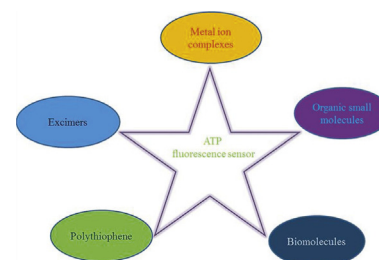 Metal ion
complexes
Excimers
Organic small
molecules
ATP
fluorescence sensor
Polythiophene
Biomolecules